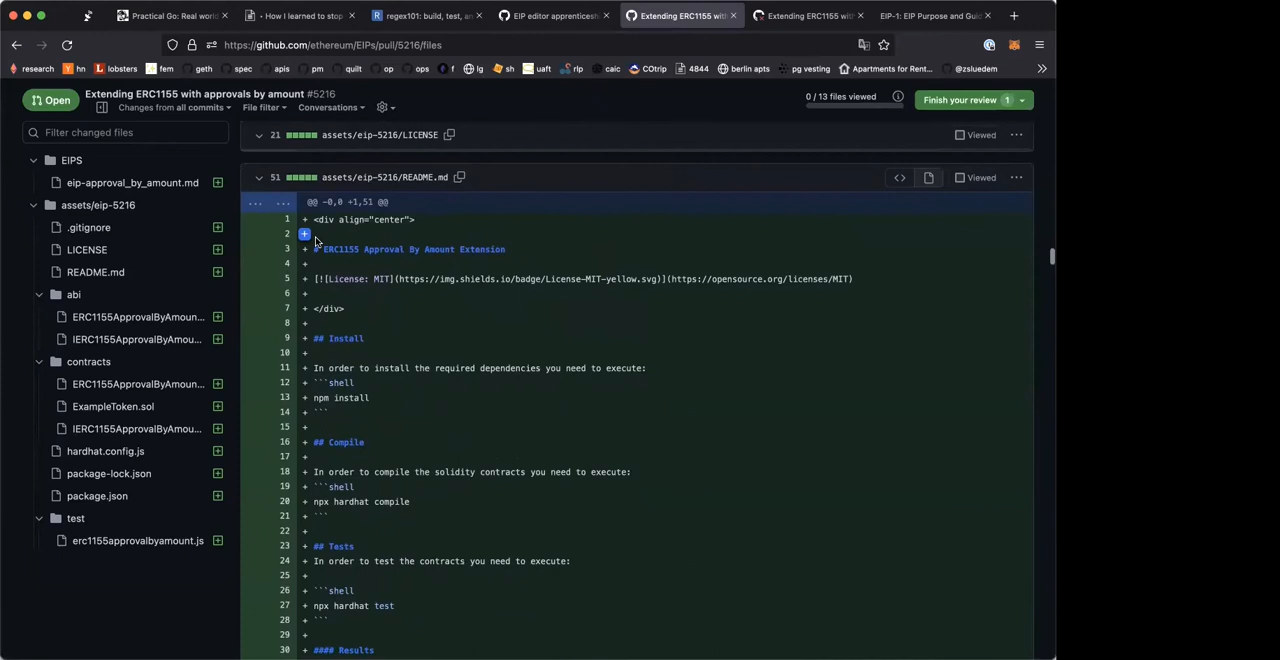 Practical Go: Real world
· How I learned to stop
regex101: build, test, an
EIP editor apprenticeshi
Extending ERC1155 wit
Extending ERC1155 with
EIP-1: EIP Purpose and Guid
https://github.com/ethereum/EIPs/pull/5216/files
research
hn
lobsters
fem
geth
spec
apis
pm
quilt
op
ops
f
lg
sh
uaft
rlp
caic
COtrip
4844
berlin apts
pg vesting
Apartments for Rent...
@zsluedem
Open
Extending ERC1155 with approvals by amount #5216
Changes from all commits
File filter
Conversations
0 / 13 files viewed
Finish your review 1
Filter changed files
EIPS
eip-approval_by_amount.md
assets/eip-5216
.gitignore
LICENSE
README.md
abi
ERC1155ApprovalByAmoun...
IERC1155ApprovalByAmou...
contracts
ERC1155ApprovalByAmoun...
ExampleToken.sol
IERC1155ApprovalByAmou...
hardhat.config.js
package-lock.json
package.json
test
erc1155approvalbyamount.js
21 assets/eip-5216/LICENSE
Viewed
51 assets/eip-5216/README.md
Viewed
... ... @@ -0,0 +1,51 @@
1 + <div align="center">
2 +
3 + # ERC1155 Approval By Amount Extension
4 +
5 + [![License: MIT](https://img.shields.io/badge/License-MIT-yellow.svg)](https://opensource.org/licenses/MIT)
6 +
7 + </div>
8 +
9 + ## Install
10 +
11 + In order to install the required dependencies you need to execute:
12 + ```shell
13 + npm install
14 + ```
15 +
16 + ## Compile
17 +
18 + In order to compile the solidity contracts you need to execute:
19 + ```shell
20 + npx hardhat compile
21 + ```
22 +
23 + ## Tests
24 + In order to test the contracts you need to execute:
25 +
26 + ```shell
27 + npx hardhat test
28 + ```
29 +
30 + #### Results